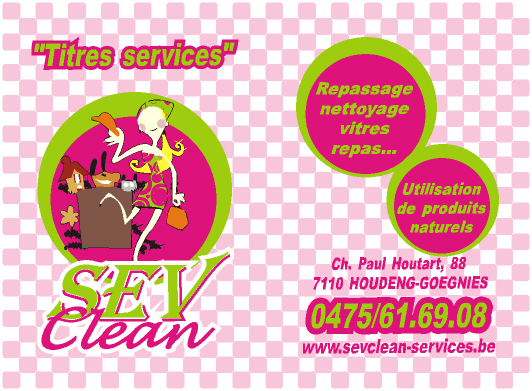 "Titres services"
SEV
Clean
Repassage
nettoyage
vitres
repas...
Utilisation
de produits
naturels
Ch. Paul Houtart, 88
7110 HOUDENG-GOEGNIES
0475/61.69.08
www.sevclean-services.be